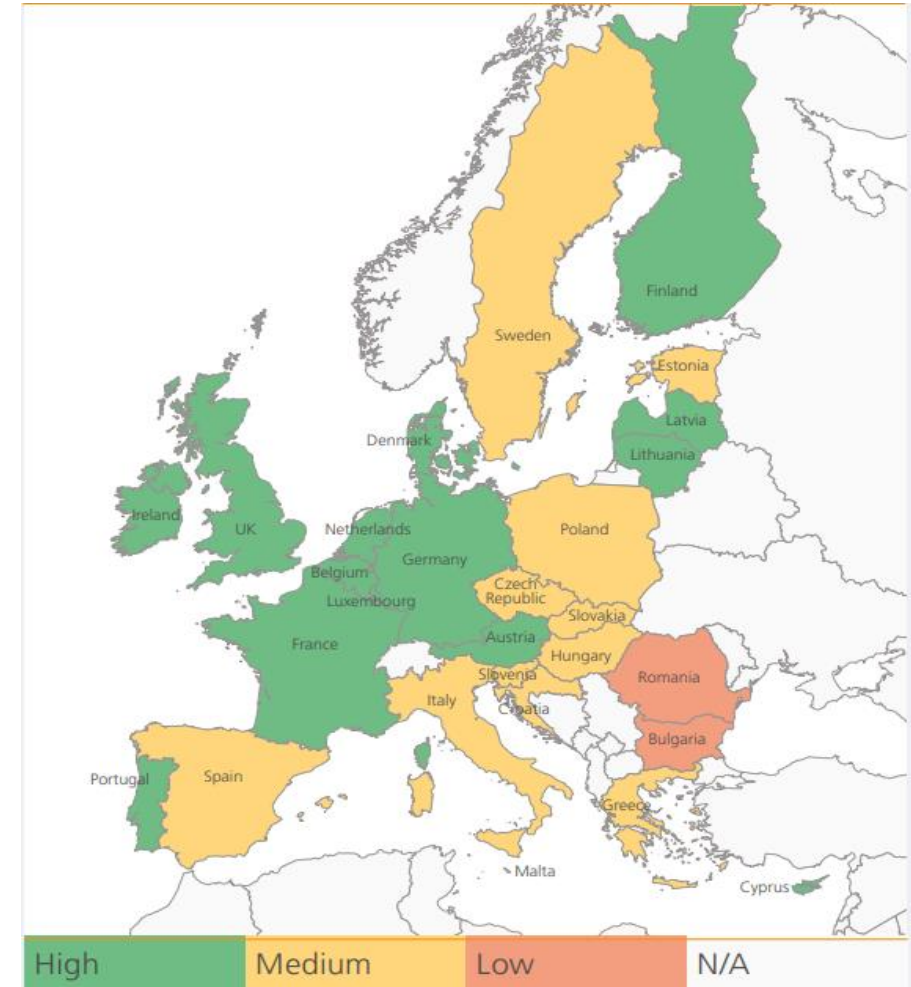 Finland
Sweden
Estonia
Latvia
Denmark
Lithuania
Ireland
UK
Netherlands
Poland
Germany
Belgium
Czech
Republic
Luxembourg
Slovakia
France
Austria
Hungary
Slovenia
Romania
Italy
Croatia
Bulgaria
Portugal
Spain
Greece
Malta
Cyprus
High
Medium
Low
N/A